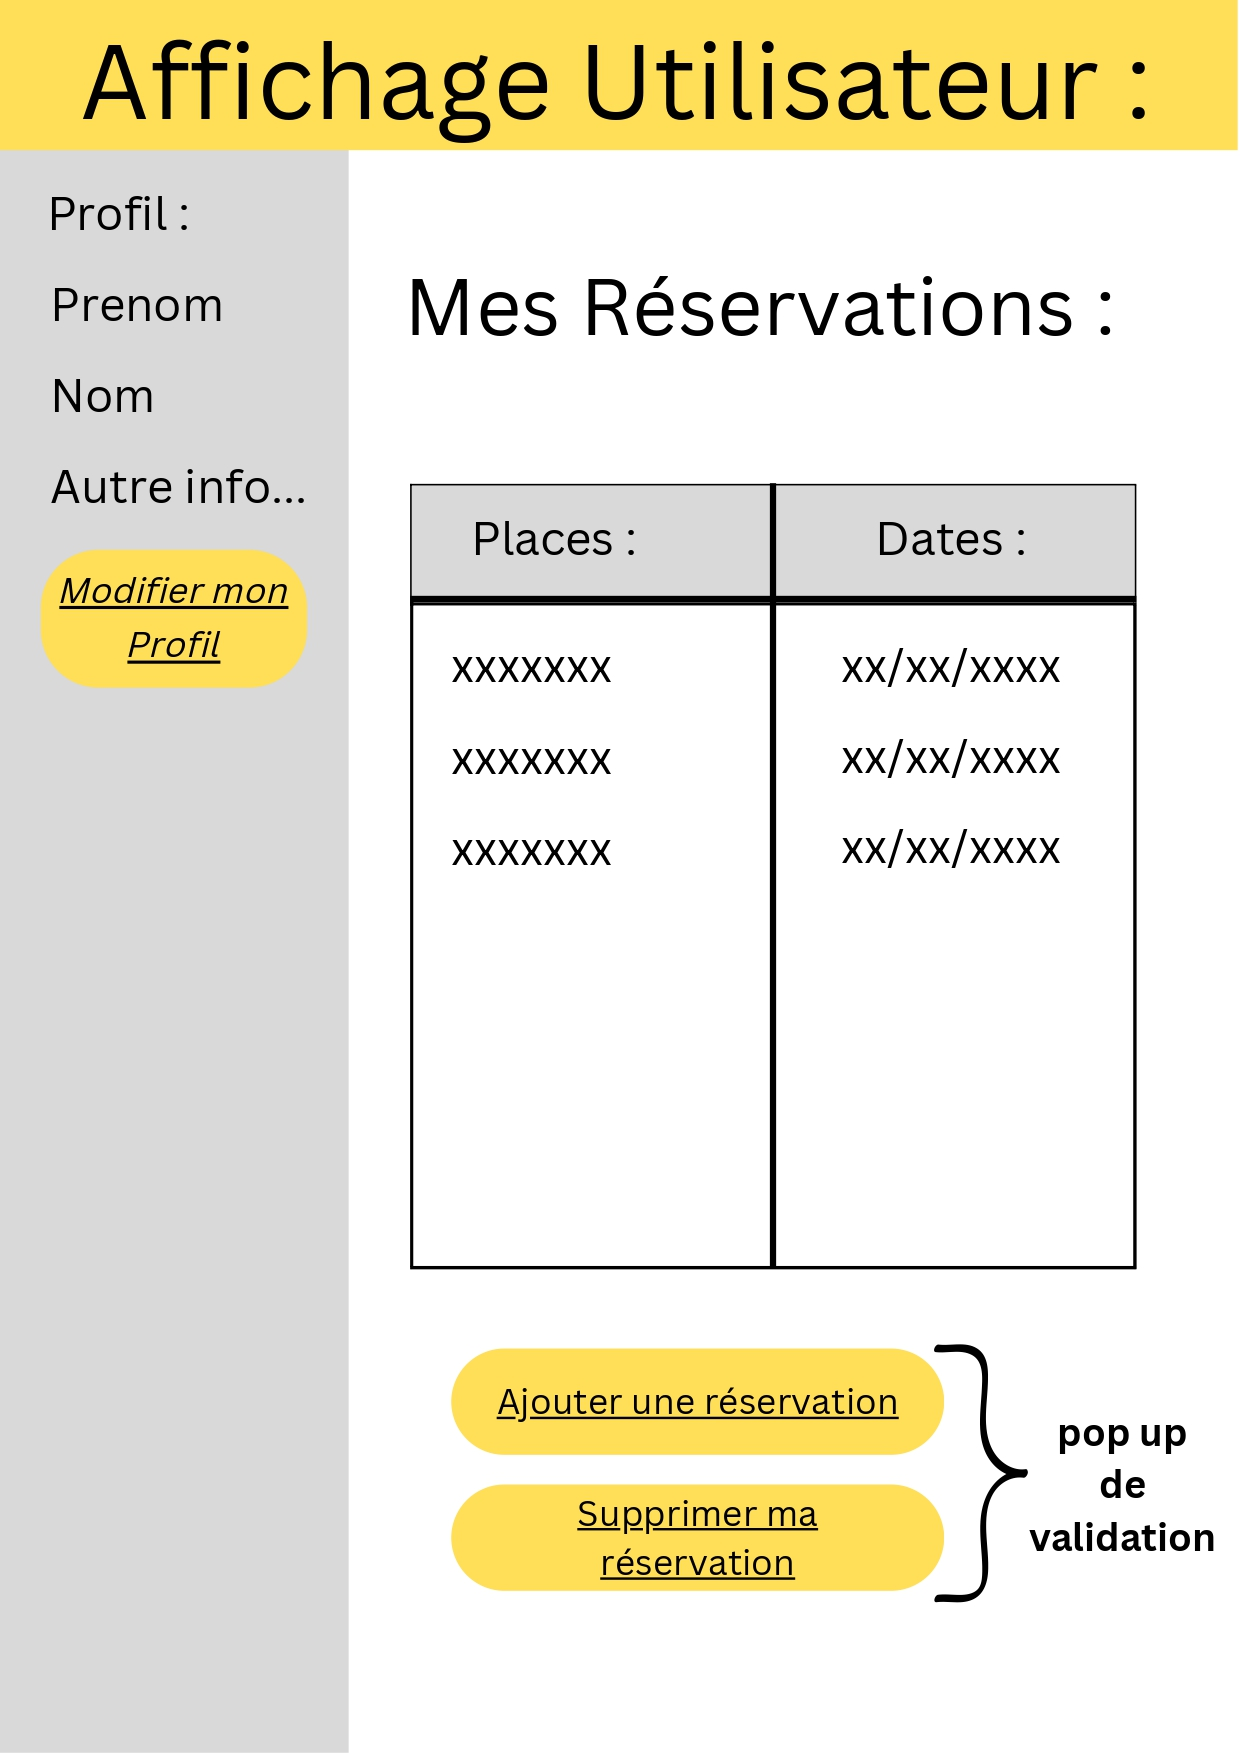 Affichage Utilisateur :
Profil :
Prenom
Nom
Autre info...
Modifier mon
Profil
Mes Réservations :
Places : Dates :
xxxxxxx xx/xx/xxxx
xxxxxxx xx/xx/xxxx
xxxxxxx xx/xx/xxxx
Ajouter une réservation
Supprimer ma
réservation
pop up
de
validation